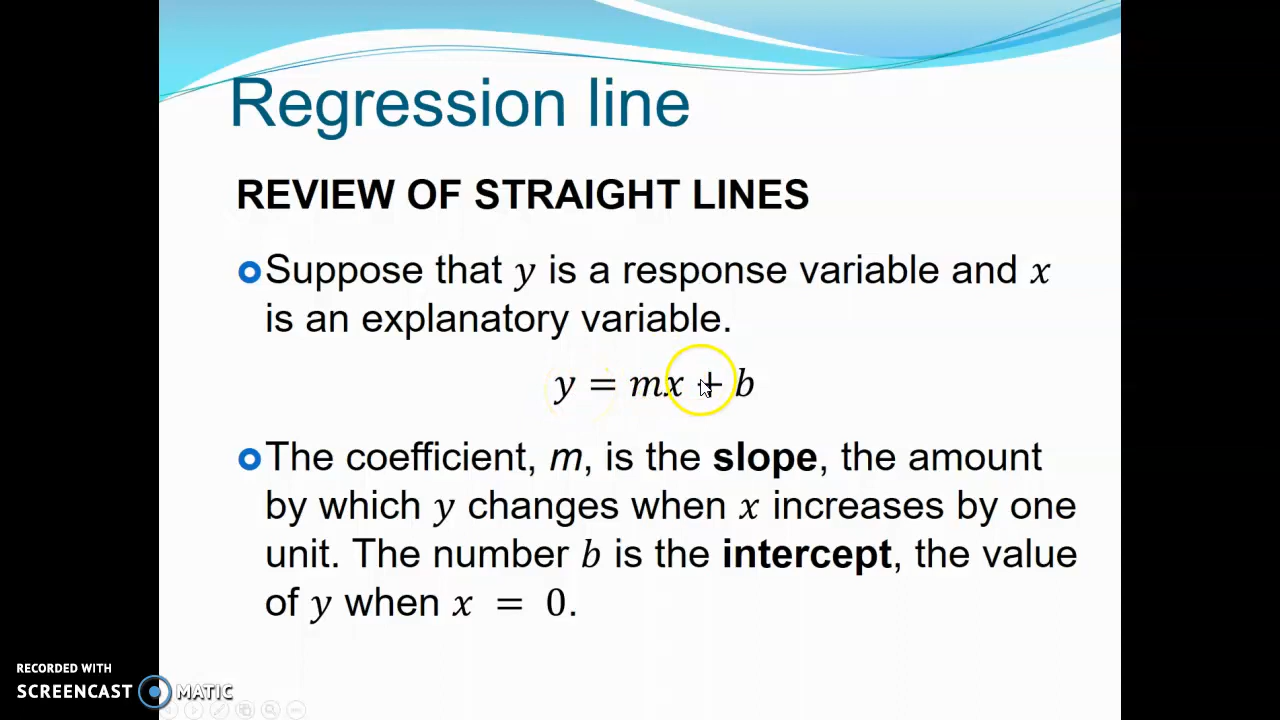 Regression line
REVIEW OF STRAIGHT LINES
Suppose that y is a response variable and x
is an explanatory variable.
y = mx + b
The coefficient, m, is the slope, the amount
by which y changes when x increases by one
unit. The number b is the intercept, the value
of y when x = 0.
RECORDED WITH
SCREENCAST MATIC